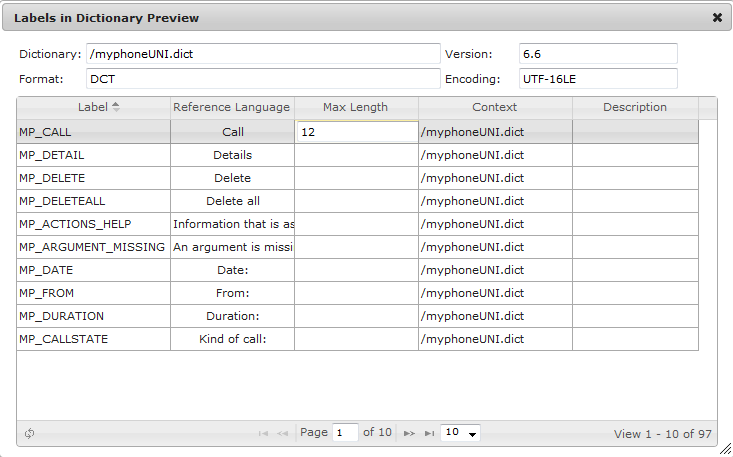 Labels in Dictionary Preview
Dictionary: /myphoneUNI.dict Version: 6.6
Format: DCT Encoding: UTF-16LE
Label Reference Language Max Length Context Description
MP_CALL Call 12 /myphoneUNI.dict
MP_DETAIL Details /myphoneUNI.dict
MP_DELETE Delete /myphoneUNI.dict
MP_DELETEALL Delete all /myphoneUNI.dict
MP_ACTIONS_HELP Information that is as /myphoneUNI.dict
MP_ARGUMENT_MISSING An argument is missi /myphoneUNI.dict
MP_DATE Date: /myphoneUNI.dict
MP_FROM From: /myphoneUNI.dict
MP_DURATION Duration: /myphoneUNI.dict
MP_CALLSTATE Kind of call: /myphoneUNI.dict
Page 1 of 10 10 View 1 - 10 of 97